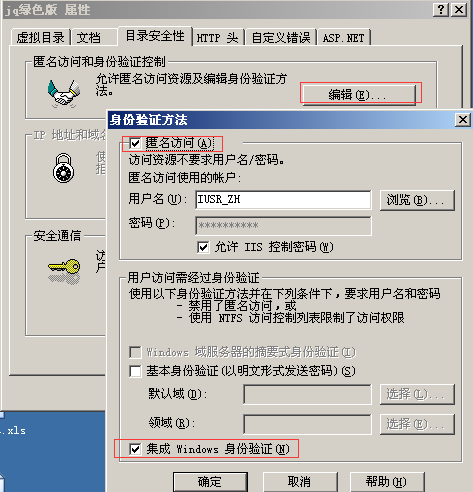 jq绿色版 属性
虚拟目录 文档 目录安全性 HTTP 头 自定义错误 ASP.NET
匿名访问和身份验证控制
允许匿名访问资源及编辑身份验证方
法。
编辑(E)...
身份验证方法
IP 地址和域名
匿名访问(A)
访问资源不要求用户名/密码。
匿名访问使用的帐户:
用户名(U): IUSR_ZH 浏览(B)...
密码(P): **********
允许 IIS 控制密码(W)
安全通信
用户访问需经过身份验证
使用以下身份验证方法并在下列条件下，要求用户名和密码
- 禁用了匿名访问，或
- 使用 NTFS 访问控制列表限制了访问权限
Windows 域服务器的摘要式身份验证(I)
基本身份验证(以明文形式发送密码)(S)
默认域(D): 选择(L)...
领域(R): 选择(E)...
.xls
集成 Windows 身份验证(N)
确定 取消 帮助(H)